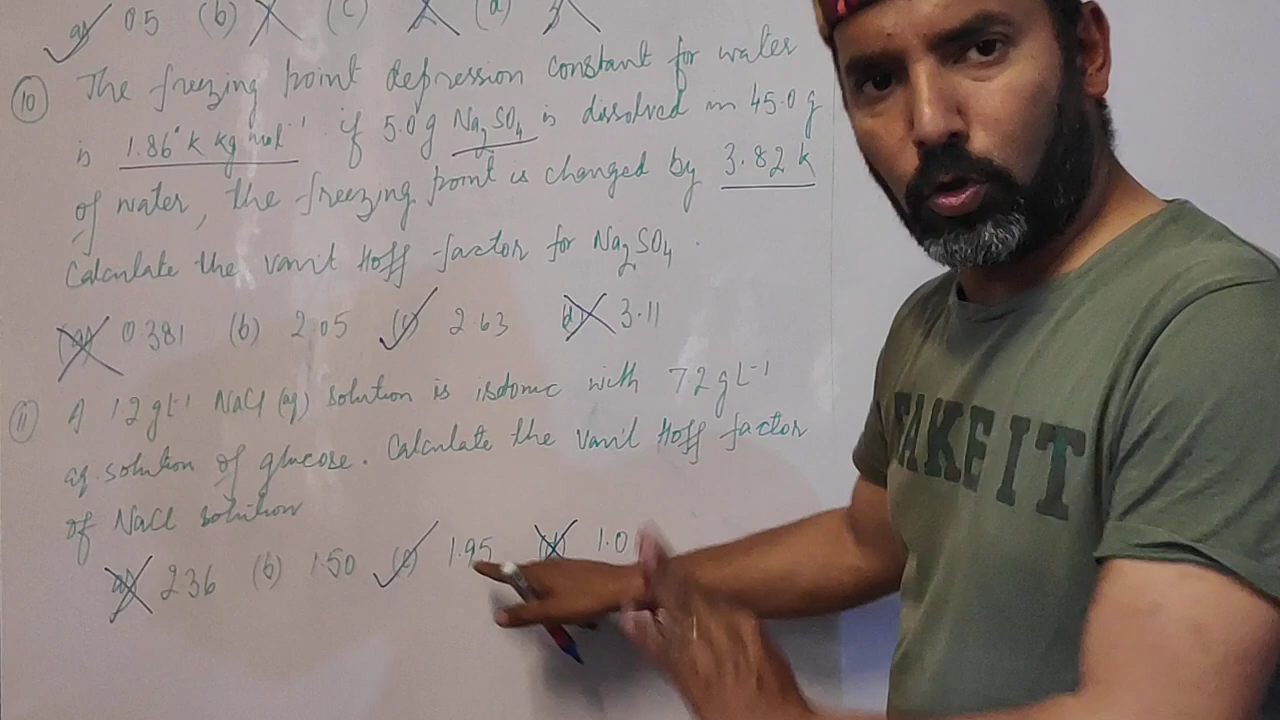 (a) 0.5 (b) (c) (d)
(10) The freezing point depression constant for water
is 1.86° K kg mol⁻¹ if 5.0 g Na₂SO₄ is dissolved in 45.0 g
of water, the freezing point is changed by 3.82 K
Calculate the vant Hoff factor for Na₂SO₄.
(a) 0.381 (b) 2.05 (c) 2.63 (d) 3.11
(11) A 12 gL⁻¹ NaCl (aq) solution is isotonic with 72 gL⁻¹
aq. solution of glucose. Calculate the van't Hoff factor
of NaCl solution
(a) 2.36 (b) 1.50 (c) 1.95 (d) 1.0
FAKE IT